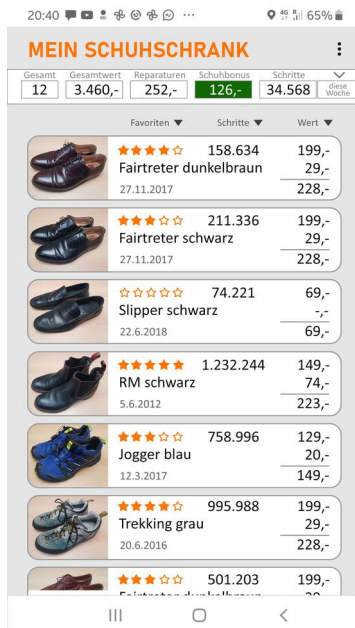 20:40 ... 4G 65%
MEIN SCHUHSCHRANK
Gesamt Gesamtwert Reparaturen Schuhbonus Schritte
12 3.460,- 252,- 126,- 34.568 diese Woche
Favoriten ▼ Schritte ▼ Wert ▼
★★★★☆ 158.634 199,-
Fairtreter dunkelbraun 29,-
27.11.2017 228,-
★★★☆☆ 211.336 199,-
Fairtreter schwarz 29,-
27.11.2017 228,-
☆☆☆☆☆ 74.221 69,-
Slipper schwarz -,-
22.6.2018 69,-
★★★★★ 1.232.244 149,-
RM schwarz 74,-
5.6.2012 223,-
★★★☆☆ 758.996 129,-
Jogger blau 20,-
12.3.2017 149,-
★★★★☆ 995.988 199,-
Trekking grau 29,-
20.6.2016 228,-
★★★☆☆ 501.203 199,-